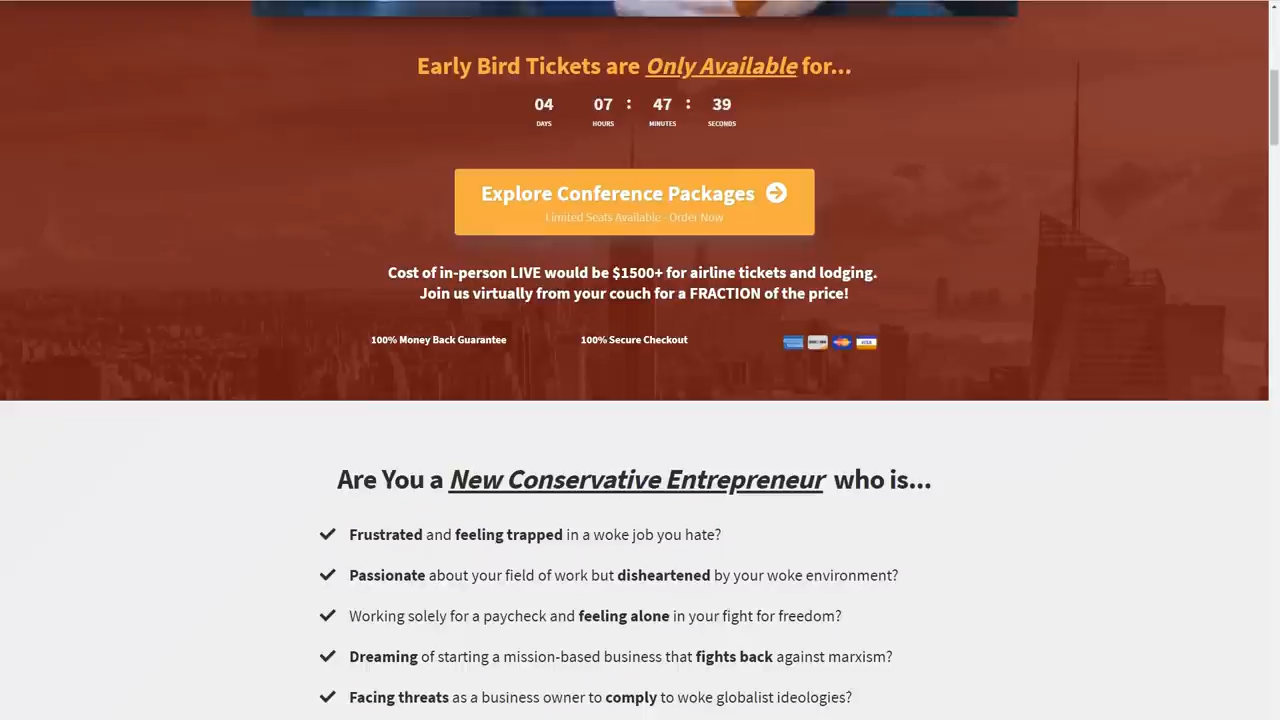 Early Bird Tickets are Only Available for...
04 07 : 47 : 39
DAYS HOURS MINUTES SECONDS
Explore Conference Packages
Limited Seats Available - Order Now
Cost of in-person LIVE would be $1500+ for airline tickets and lodging.
Join us virtually from your couch for a FRACTION of the price!
100% Money Back Guarantee 100% Secure Checkout VISA
Are You a New Conservative Entrepreneur who is...
Frustrated and feeling trapped in a woke job you hate?
Passionate about your field of work but disheartened by your woke environment?
Working solely for a paycheck and feeling alone in your fight for freedom?
Dreaming of starting a mission-based business that fights back against marxism?
Facing threats as a business owner to comply to woke globalist ideologies?